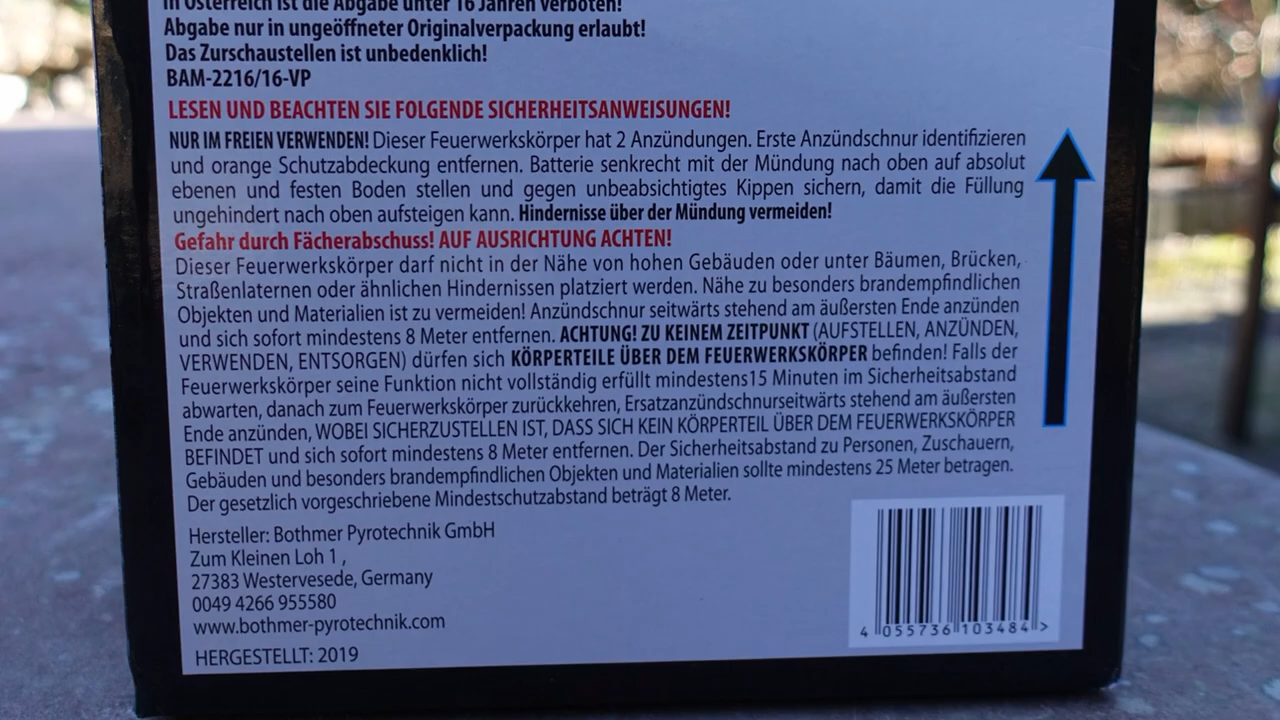 In Österreich ist die Abgabe unter 16 Jahren verboten!
Abgabe nur in ungeöffneter Originalverpackung erlaubt!
Das Zurschaustellen ist unbedenklich!
BAM-2216/16-VP
LESEN UND BEACHTEN SIE FOLGENDE SICHERHEITSANWEISUNGEN!
NUR IM FREIEN VERWENDEN! Dieser Feuerwerkskörper hat 2 Anzündungen. Erste Anzündschnur identifizieren
und orange Schutzabdeckung entfernen. Batterie senkrecht mit der Mündung nach oben auf absolut
ebenen und festen Boden stellen und gegen unbeabsichtigtes Kippen sichern, damit die Füllung
ungehindert nach oben aufsteigen kann. Hindernisse über der Mündung vermeiden!
Gefahr durch Fächerabschuss! AUF AUSRICHTUNG ACHTEN!
Dieser Feuerwerkskörper darf nicht in der Nähe von hohen Gebäuden oder unter Bäumen, Brücken,
Straßenlaternen oder ähnlichen Hindernissen platziert werden. Nähe zu besonders brandempfindlichen
Objekten und Materialien ist zu vermeiden! Anzündschnur seitwärts stehend am äußersten Ende anzünden
und sich sofort mindestens 8 Meter entfernen. ACHTUNG! ZU KEINEM ZEITPUNKT (AUFSTELLEN, ANZÜNDEN,
VERWENDEN, ENTSORGEN) dürfen sich KÖRPERTEILE ÜBER DEM FEUERWERKSKÖRPER befinden! Falls der
Feuerwerkskörper seine Funktion nicht vollständig erfüllt mindestens15 Minuten im Sicherheitsabstand
abwarten, danach zum Feuerwerkskörper zurückkehren, Ersatzanzündschnurseitwärts stehend am äußersten
Ende anzünden, WOBEI SICHERZUSTELLEN IST, DASS SICH KEIN KÖRPERTEIL ÜBER DEM FEUERWERKSKÖRPER
BEFINDET und sich sofort mindestens 8 Meter entfernen. Der Sicherheitsabstand zu Personen, Zuschauern,
Gebäuden und besonders brandempfindlichen Objekten und Materialien sollte mindestens 25 Meter betragen.
Der gesetzlich vorgeschriebene Mindestschutzabstand beträgt 8 Meter.
Hersteller: Bothmer Pyrotechnik GmbH
Zum Kleinen Loh 1 ,
27383 Westervesede, Germany
0049 4266 955580
www.bothmer-pyrotechnik.com
HERGESTELLT: 2019
4 055736 103484 >